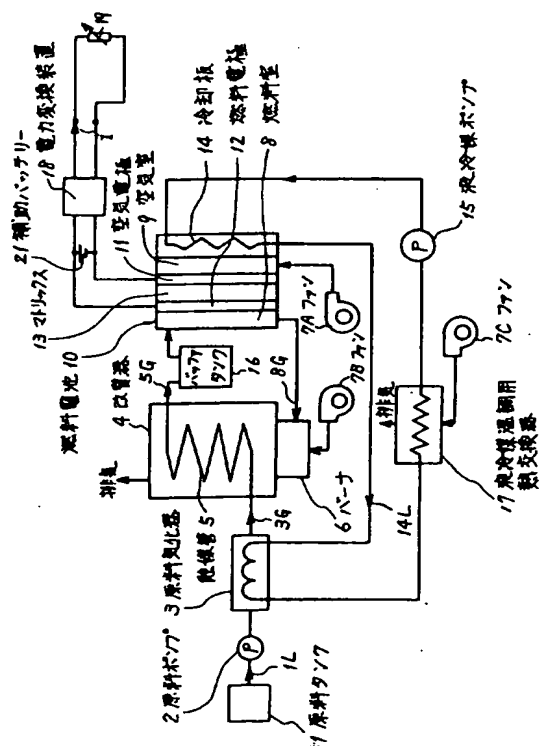 21 補助バッテリー
18 電力変換装置
R
I
11 空気電極
9 空気室
14 冷却板
12 燃料電極
8 燃料室
13 マトリックス
燃料電池 10
4 改質器
5G
バッファタンク
16
8G
7A ファン
7B ファン
排気
触媒管 5
6 バーナ
3 原料気化器
3G
2 原料ポンプ
P
1L
1 原料タンク
14L
15 液冷媒ポンプ
P
7C ファン
排気
17 液冷媒温調用
熱交換器